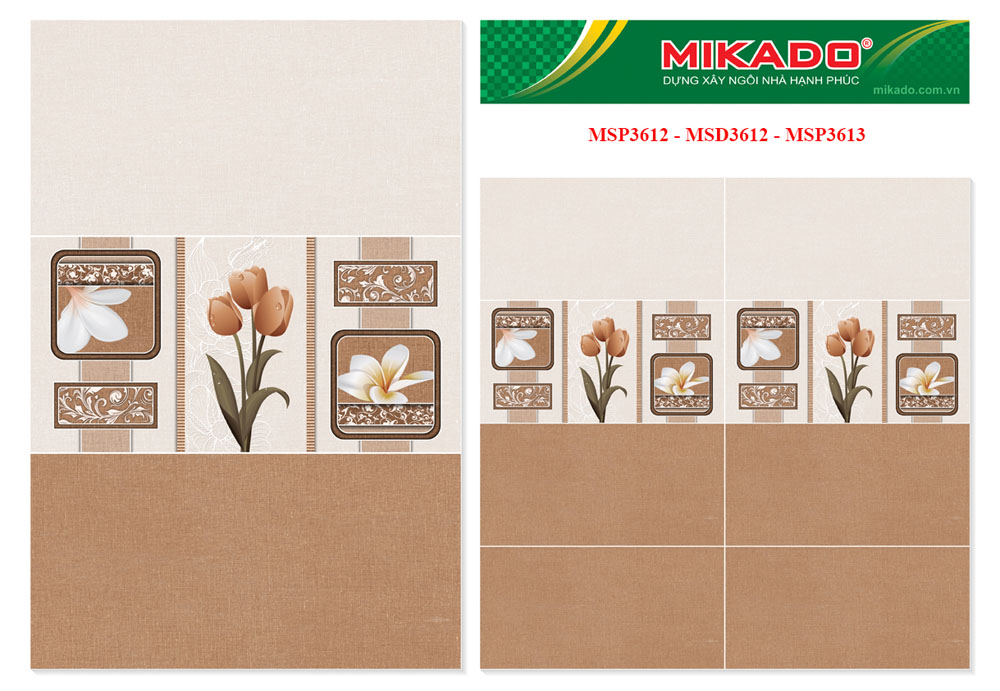 MIKADO®
DỰNG XÂY NGÔI NHÀ HẠNH PHÚC
mikado.com.vn
MSP3612 - MSD3612 - MSP3613